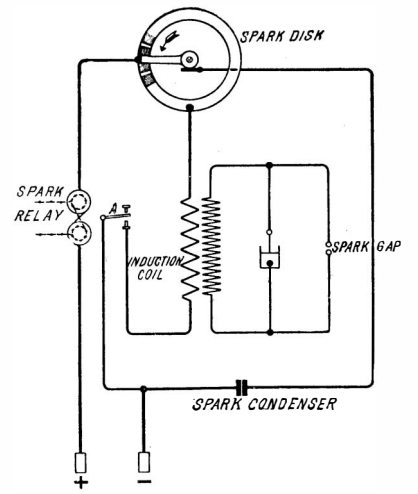 SPARK DISK
SPARK
RELAY
A
INDUCTION
COIL
SPARK GAP
SPARK CONDENSER
+
−